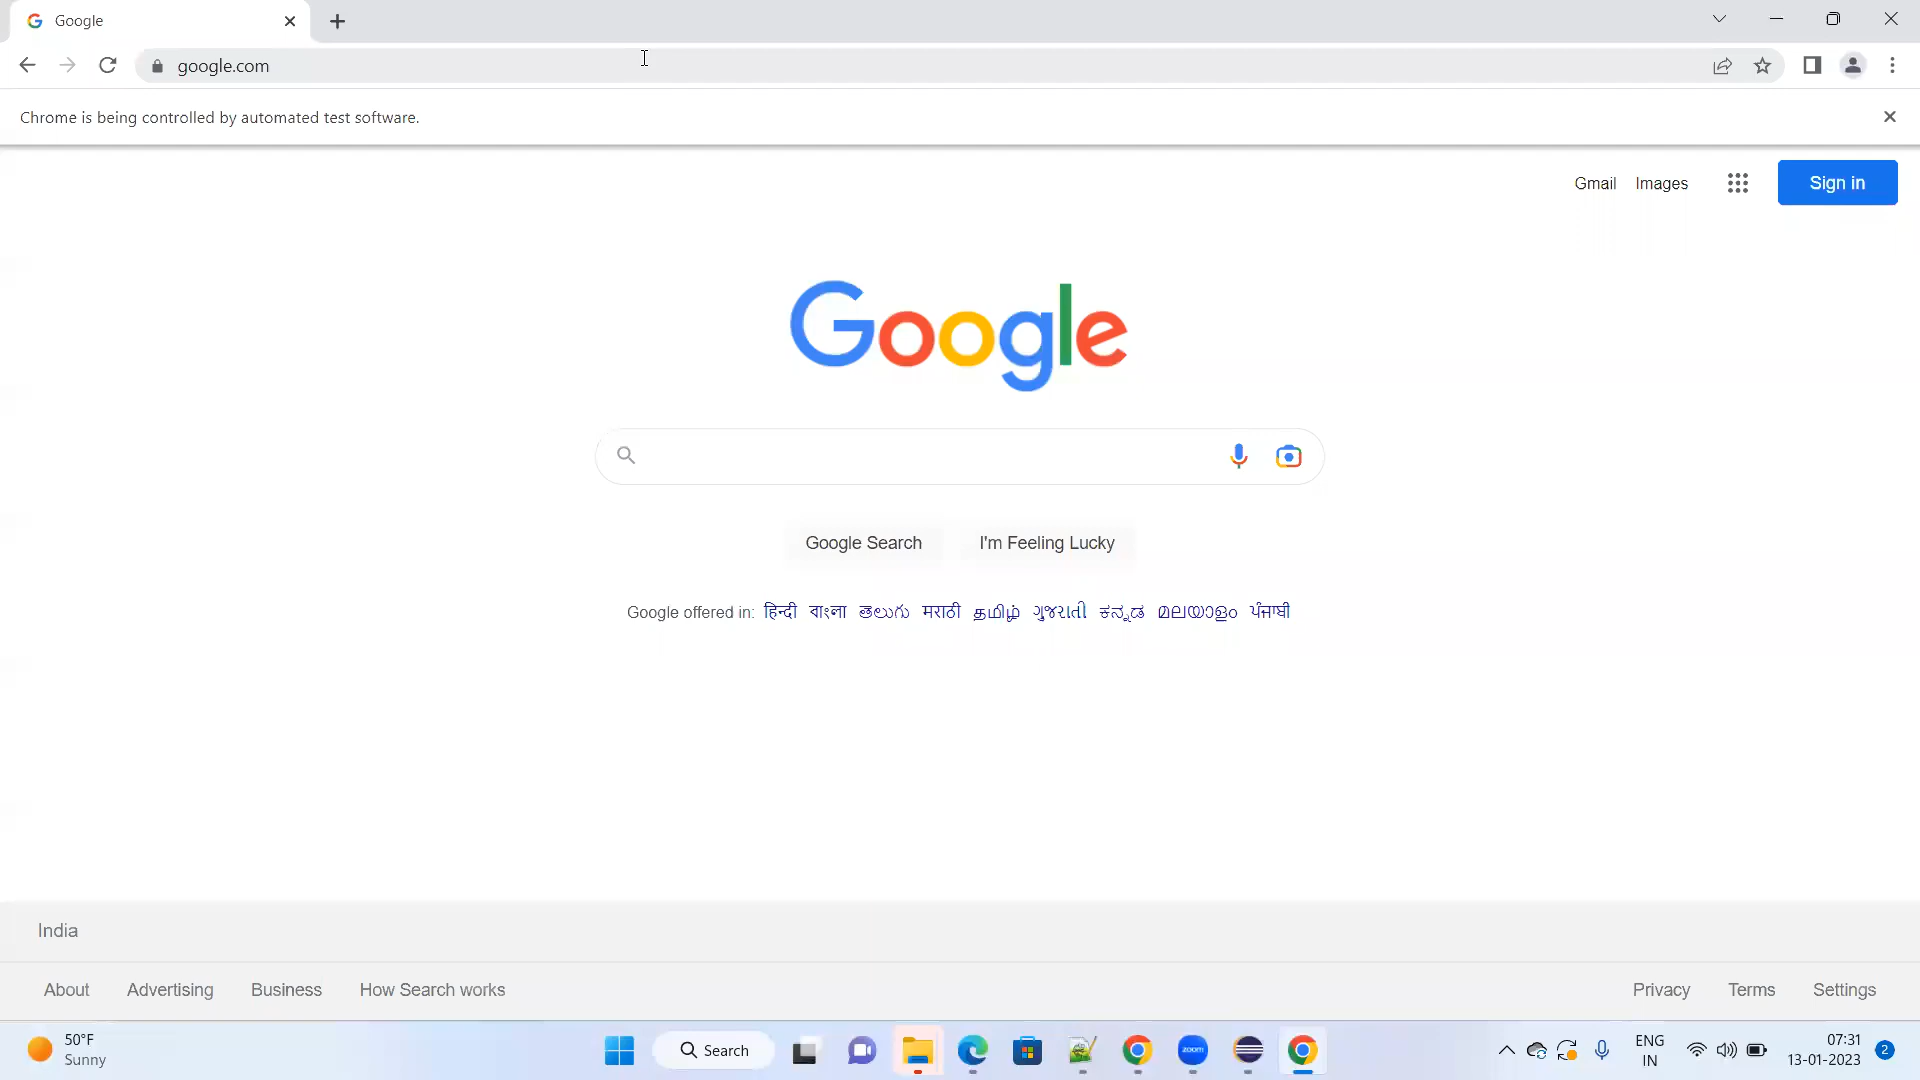 Google
google.com
Chrome is being controlled by automated test software.
Gmail Images Sign in
Google
Google Search I'm Feeling Lucky
Google offered in: हिन्दी বাংলা తెలుగు मराठी தமிழ் ગુજરાતી ಕನ್ನಡ മലയാളം ਪੰਜਾਬੀ
India
About Advertising Business How Search works Privacy Terms Settings
50°F
Sunny
Search
zoom
ENG
IN
07:31
13-01-2023
2